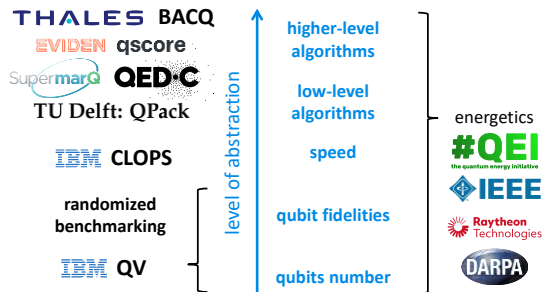 THALES BACQ
EVIDEN qscore
SupermarQ QED·C
TU Delft: QPack
IBM CLOPS
randomized
benchmarking
IBM QV
level of abstraction
higher-level
algorithms
low-level
algorithms
speed
qubit fidelities
qubits number
energetics
#QEI
the quantum energy initiative
IEEE
Raytheon
Technologies
DARPA